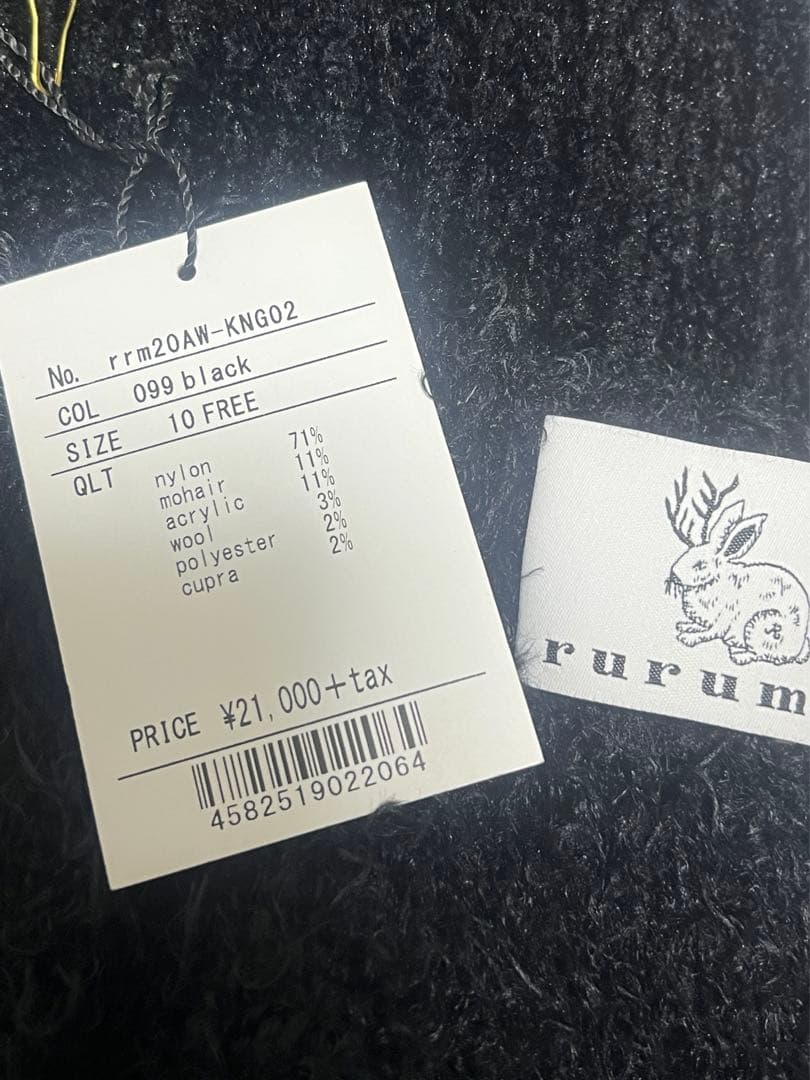 No. rrm20AW-KNG02
COL 099 black
SIZE 10 FREE
QLT nylon 71%
mohair 11%
acrylic 11%
wool 3%
polyester 2%
cupra 2%
PRICE ¥21,000+tax
4582519022064
rurum